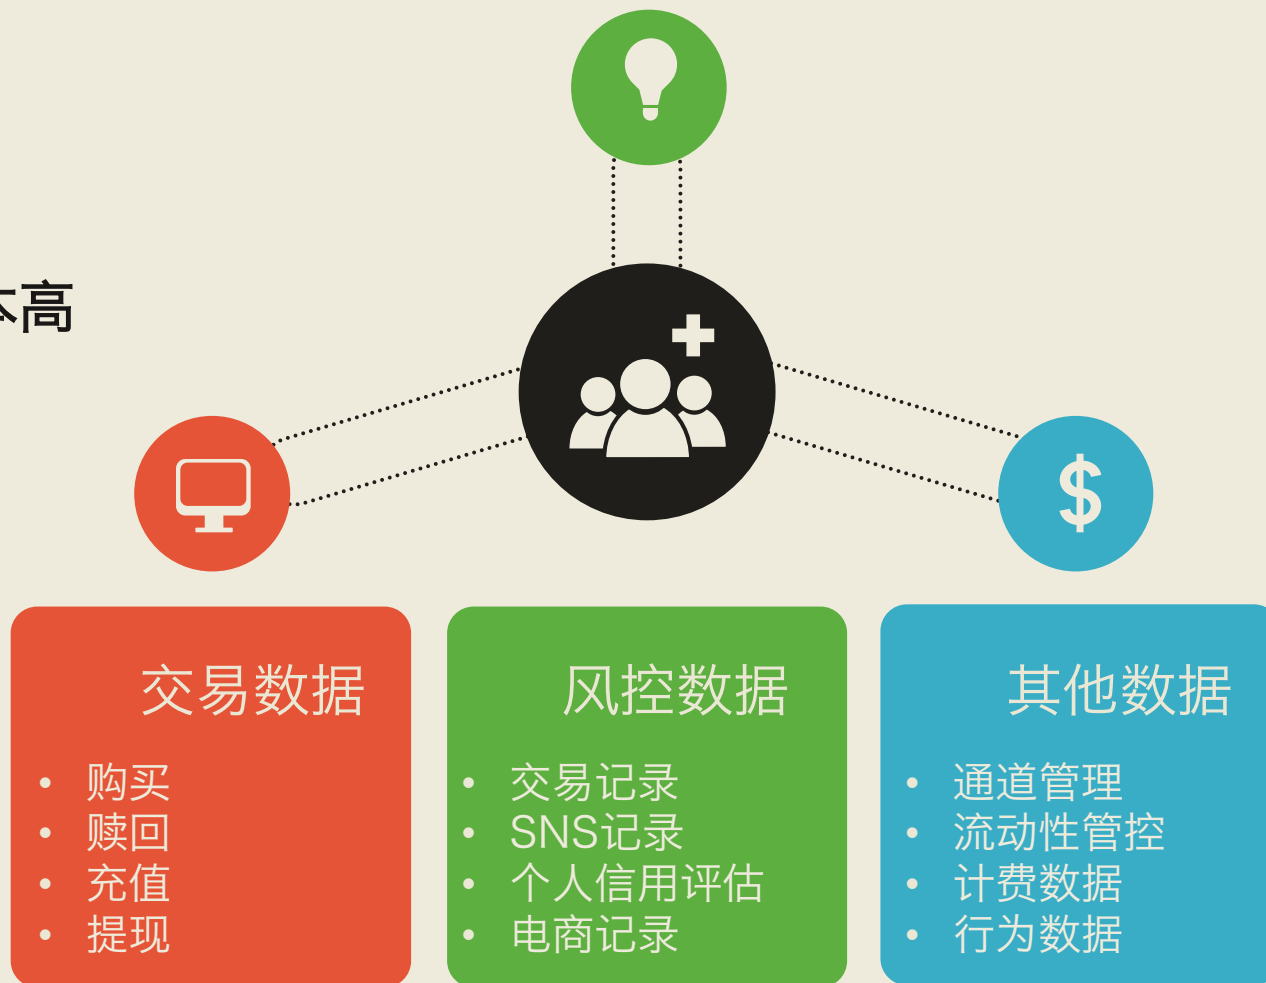 本高
交易数据
• 购买
• 赎回
• 充值
• 提现
风控数据
• 交易记录
• SNS记录
• 个人信用评估
• 电商记录
其他数据
• 通道管理
• 流动性管控
• 计费数据
• 行为数据